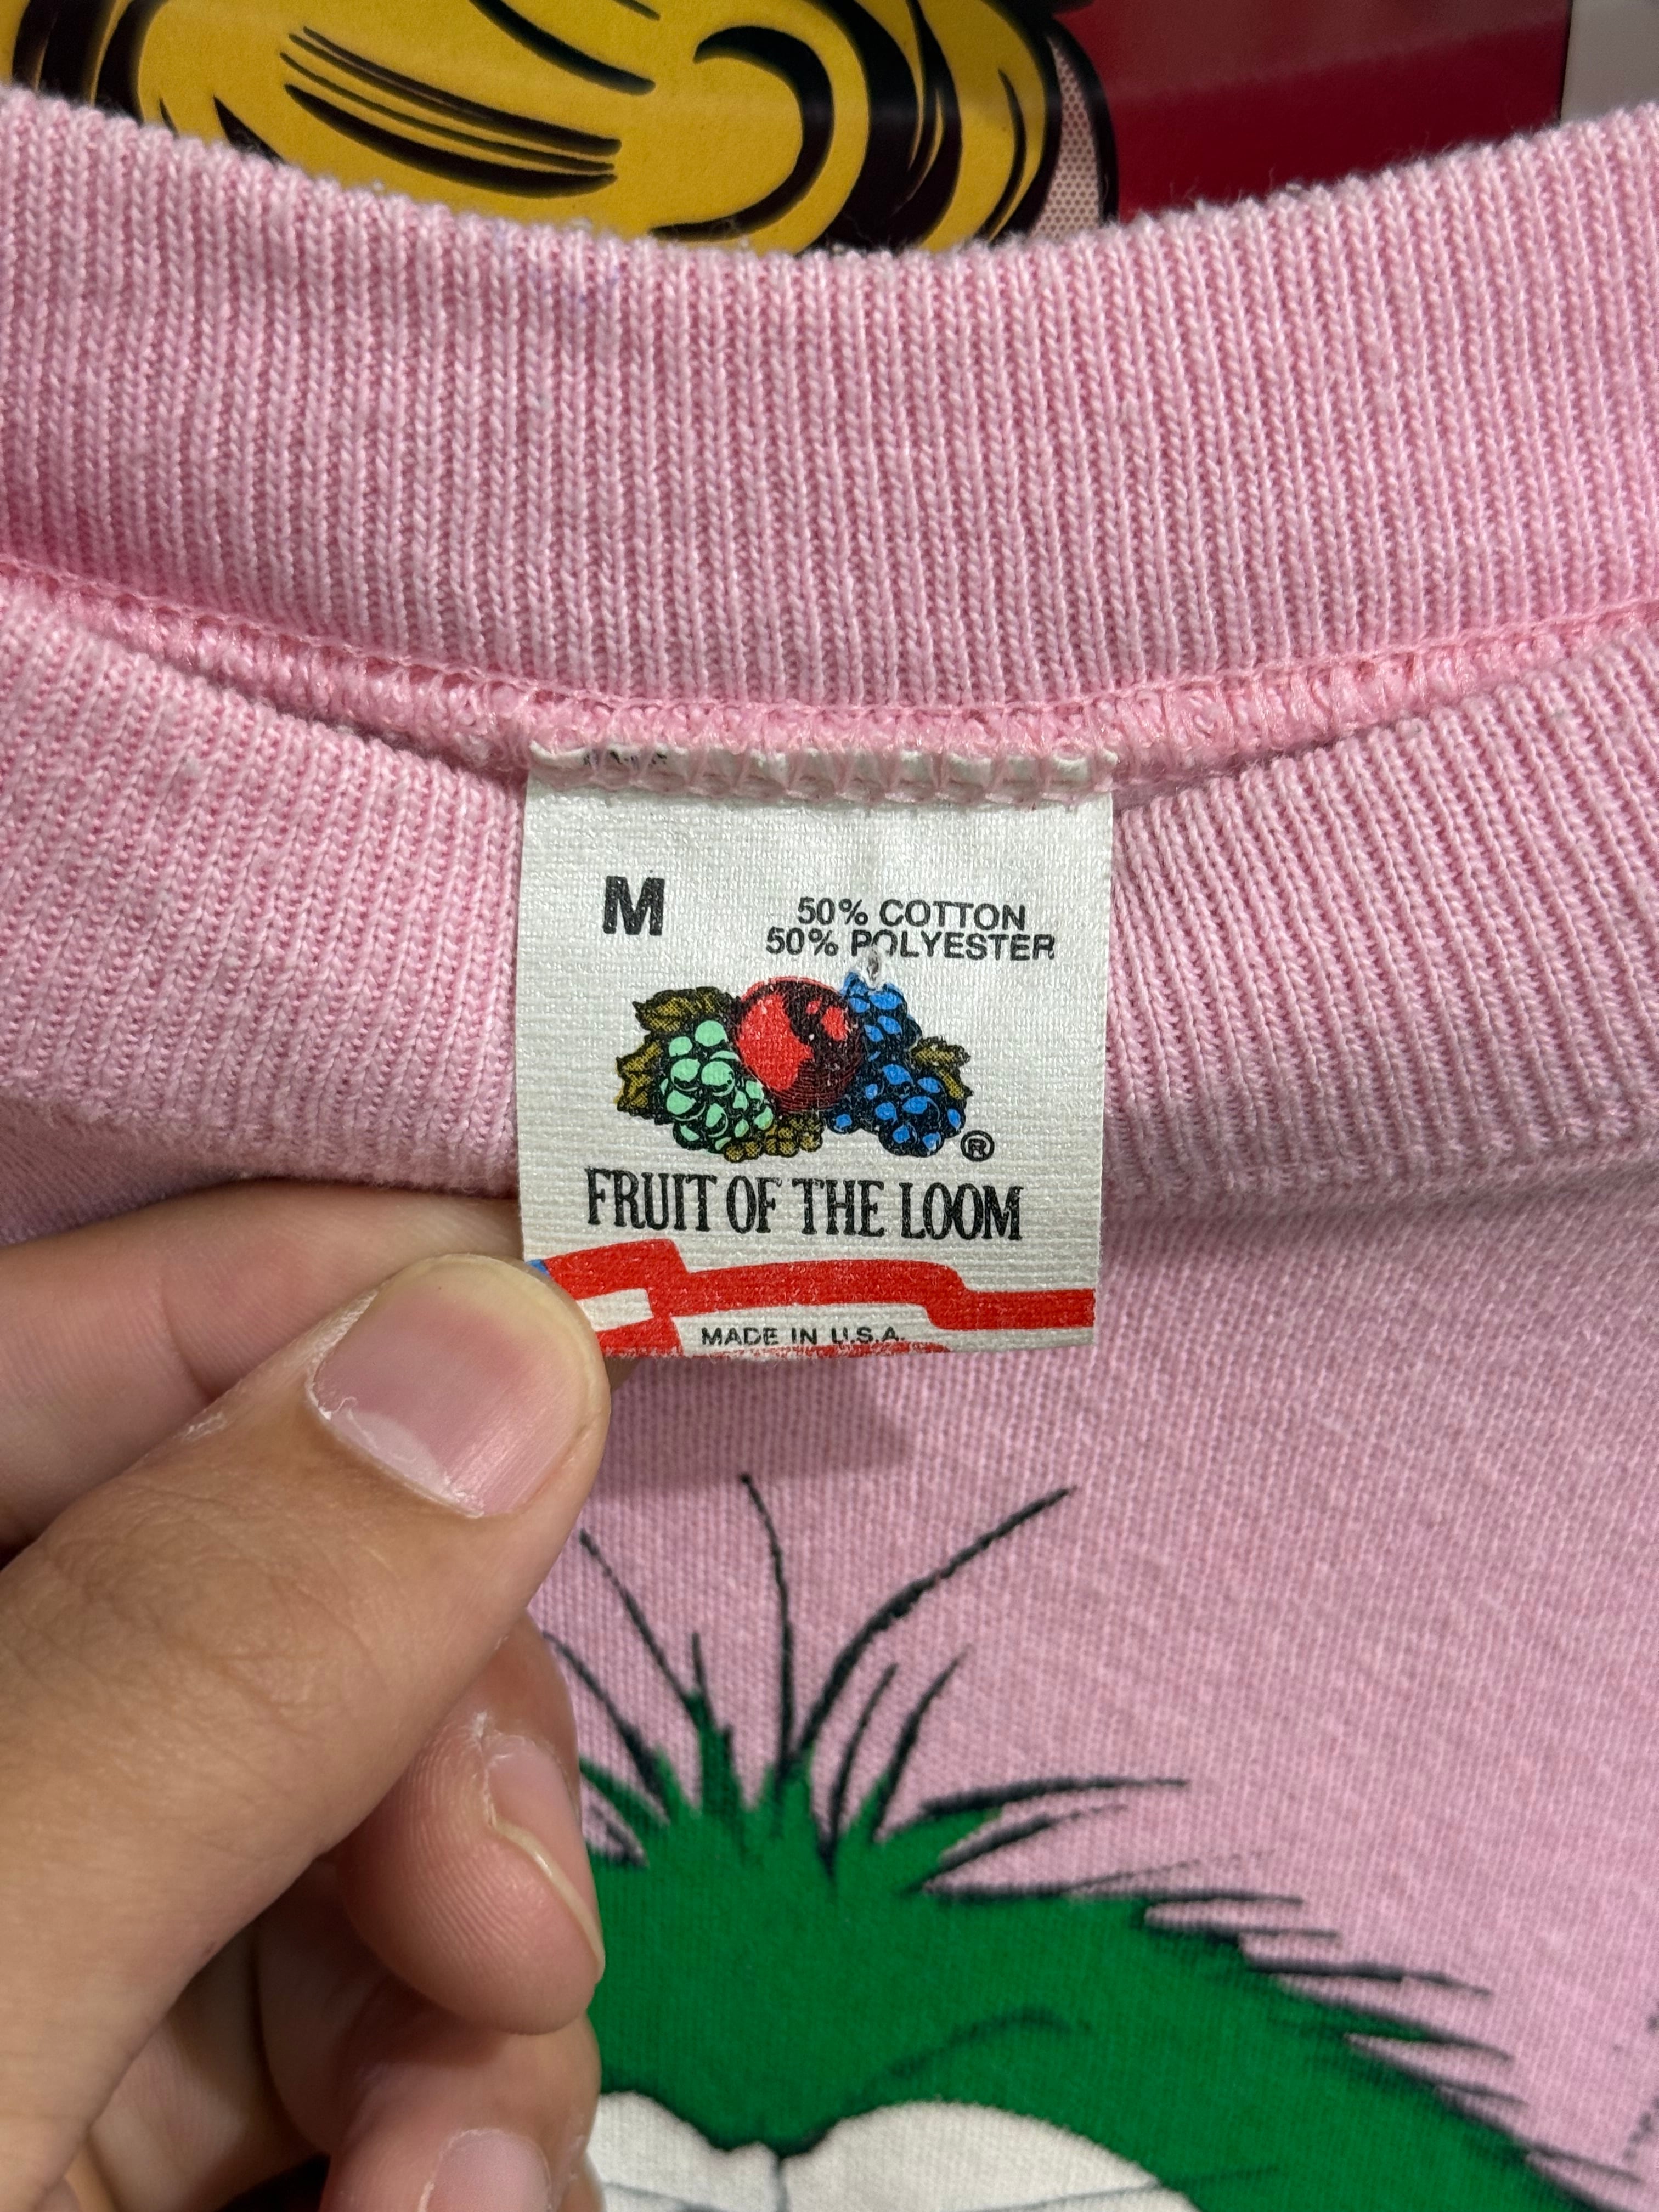 M
50% COTTON
50% POLYESTER
®
FRUIT OF THE LOOM
MADE IN U.S.A.